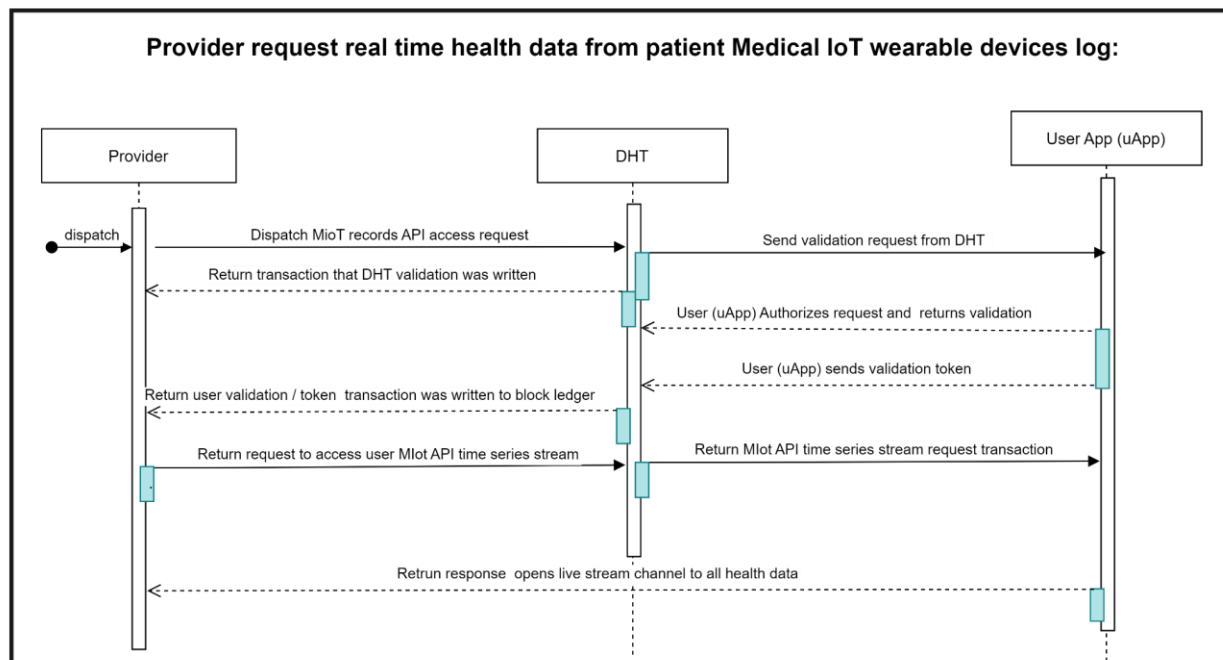 Provider request real time health data from patient Medical IoT wearable devices log:
Provider
DHT
User App (uApp)
dispatch
Dispatch MioT records API access request
Send validation request from DHT
Return transaction that DHT validation was written
User (uApp) Authorizes request and returns validation
User (uApp) sends validation token
Return user validation / token transaction was written to block ledger
Return request to access user MIot API time series stream
Return MIot API time series stream request transaction
Retrun response opens live stream channel to all health data